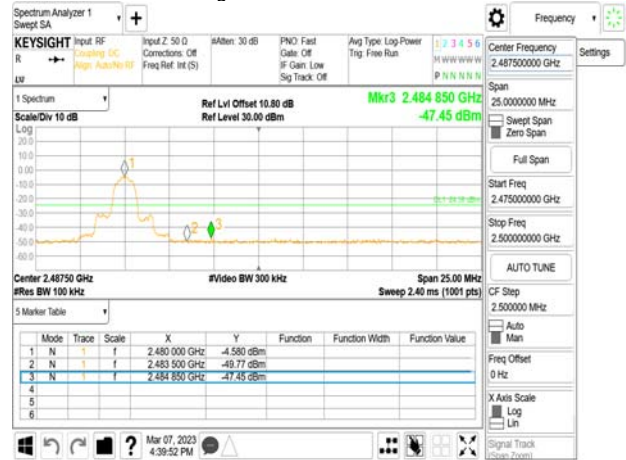 Spectrum Analyzer 1
Swept SA
Frequency
KEYSIGHT
Input: RF
Coupling: DC
Align: Auto/No RF
Input Z: 50 Ω
Corrections: Off
Freq Ref: Int (S)
#Atten: 30 dB
PNO: Fast
Gate: Off
IF Gain: Low
Sig Track: Off
Avg Type: Log-Power
Trig: Free Run
1 2 3 4 5 6
M W W W W W
P N N N N N
R
Center Frequency
2.487500000 GHz
Settings
Span
25.0000000 MHz
Swept Span
Zero Span
Full Span
Start Freq
2.475000000 GHz
Stop Freq
2.500000000 GHz
AUTO TUNE
CF Step
2.500000 MHz
Auto
Man
Freq Offset
0 Hz
X Axis Scale
Log
Lin
Signal Track
(Span Zoom)
1 Spectrum
Scale/Div 10 dB
Ref Lvl Offset 10.80 dB
Ref Level 30.00 dBm
Mkr3 2.484 850 GHz
-47.45 dBm
Log
20.0
10.0
0.00
-10.0
-20.0
-30.0
-40.0
-50.0
-60.0
1
2
3
Center 2.48750 GHz
#Res BW 100 kHz
#Video BW 300 kHz
Span 25.00 MHz
Sweep 2.40 ms (1001 pts)
5 Marker Table
Mode Trace Scale X Y Function Function Width Function Value
1 N 1 f 2.480 000 GHz -4.580 dBm
2 N 1 f 2.483 500 GHz -49.77 dBm
3 N 1 f 2.484 850 GHz -47.45 dBm
4
5
6
Mar 07, 2023
4:39:52 PM